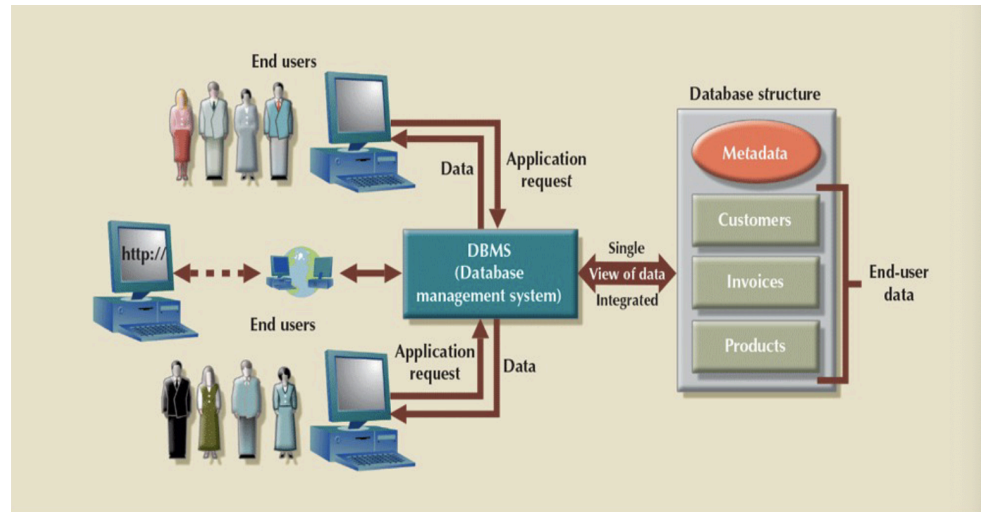 End users
Database structure
Metadata
Data
Application
request
Customers
http://
DBMS
(Database
management system)
Single
View of data
Integrated
Invoices
End-user
data
End users
Application
request
Data
Products